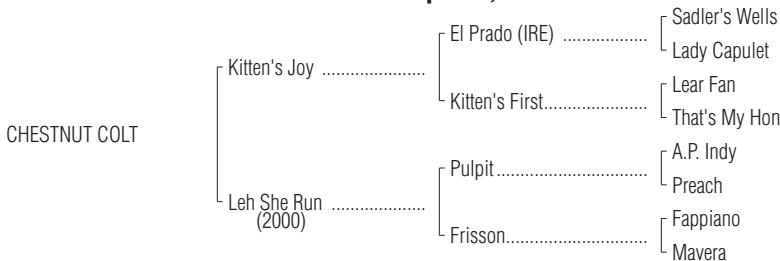 Sadler's Wells
El Prado (IRE) ..................
Lady Capulet
Kitten's Joy ......................
Lear Fan
Kitten's First......................
That's My Hon
CHESTNUT COLT
A.P. Indy
Pulpit................................
Preach
Leh She Run ....................
(2000)
Fappiano
Frisson..............................
Mavera